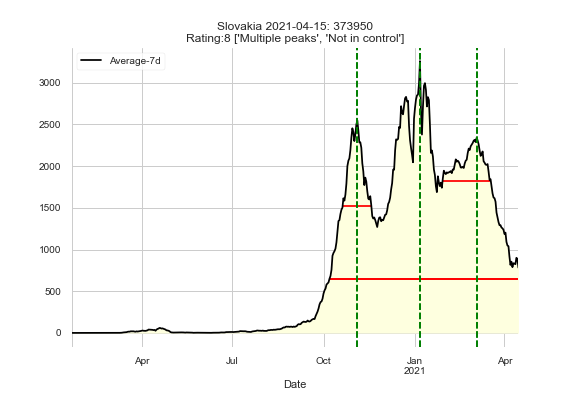 Slovakia 2021-04-15: 373950
Rating:8 ['Multiple peaks', 'Not in control']
Average-7d
3000
2500
2000
1500
1000
500
0
Apr
Jul
Oct
Jan
2021
Apr
Date